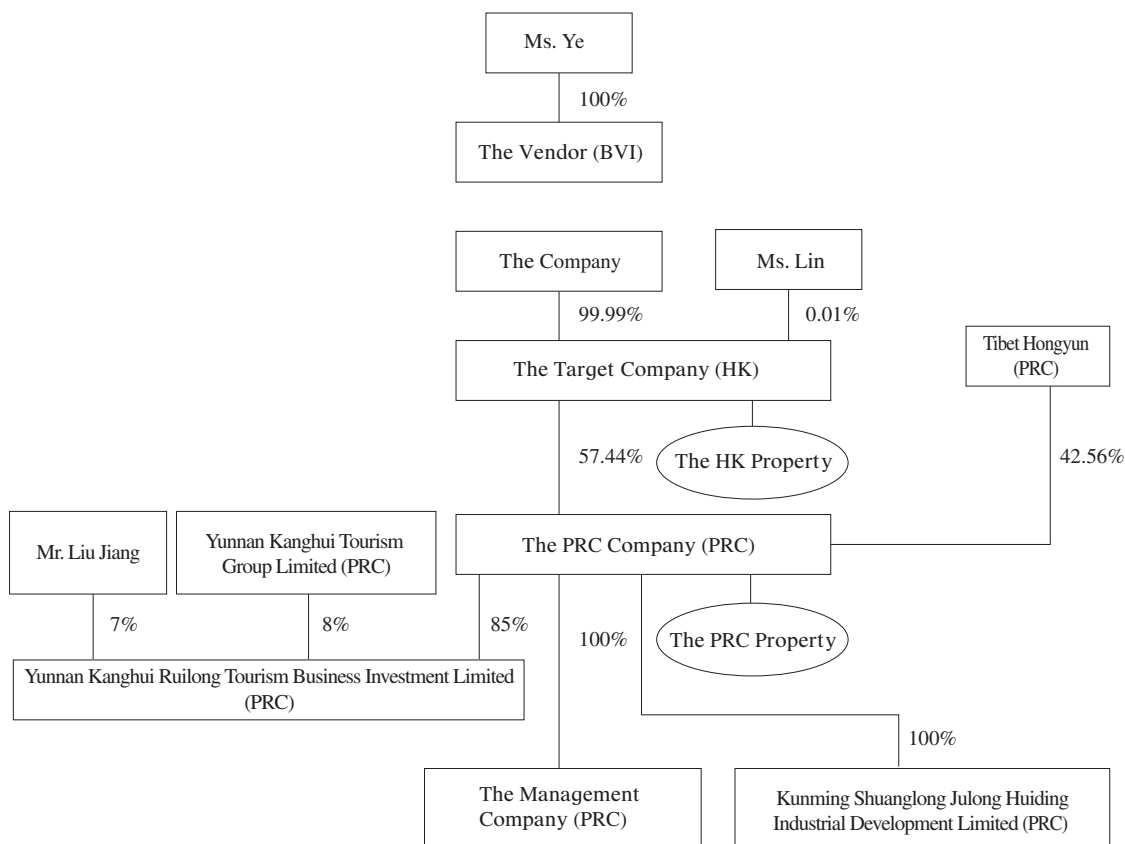 Ms. Ye
100%
The Vendor (BVI)
The Company
Ms. Lin
99.99%
0.01%
The Target Company (HK)
Tibet Hongyun
(PRC)
57.44%
The HK Property
42.56%
Mr. Liu Jiang
Yunnan Kanghui Tourism
Group Limited (PRC)
The PRC Company (PRC)
7%
8%
85%
100%
The PRC Property
Yunnan Kanghui Ruilong Tourism Business Investment Limited
(PRC)
100%
The Management
Company (PRC)
Kunming Shuanglong Julong Huiding
Industrial Development Limited (PRC)